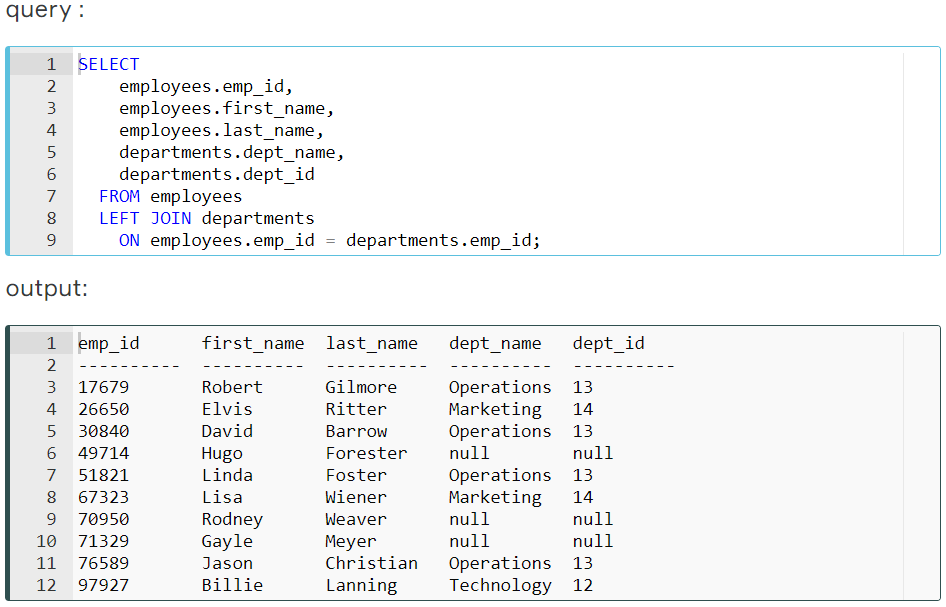 query :
1 SELECT
2 employees.emp_id,
3 employees.first_name,
4 employees.last_name,
5 departments.dept_name,
6 departments.dept_id
7 FROM employees
8 LEFT JOIN departments
9 ON employees.emp_id = departments.emp_id;
output:
1 emp_id first_name last_name dept_name dept_id
2 ---------- ---------- ---------- ---------- ----------
3 17679 Robert Gilmore Operations 13
4 26650 Elvis Ritter Marketing 14
5 30840 David Barrow Operations 13
6 49714 Hugo Forester null null
7 51821 Linda Foster Operations 13
8 67323 Lisa Wiener Marketing 14
9 70950 Rodney Weaver null null
10 71329 Gayle Meyer null null
11 76589 Jason Christian Operations 13
12 97927 Billie Lanning Technology 12